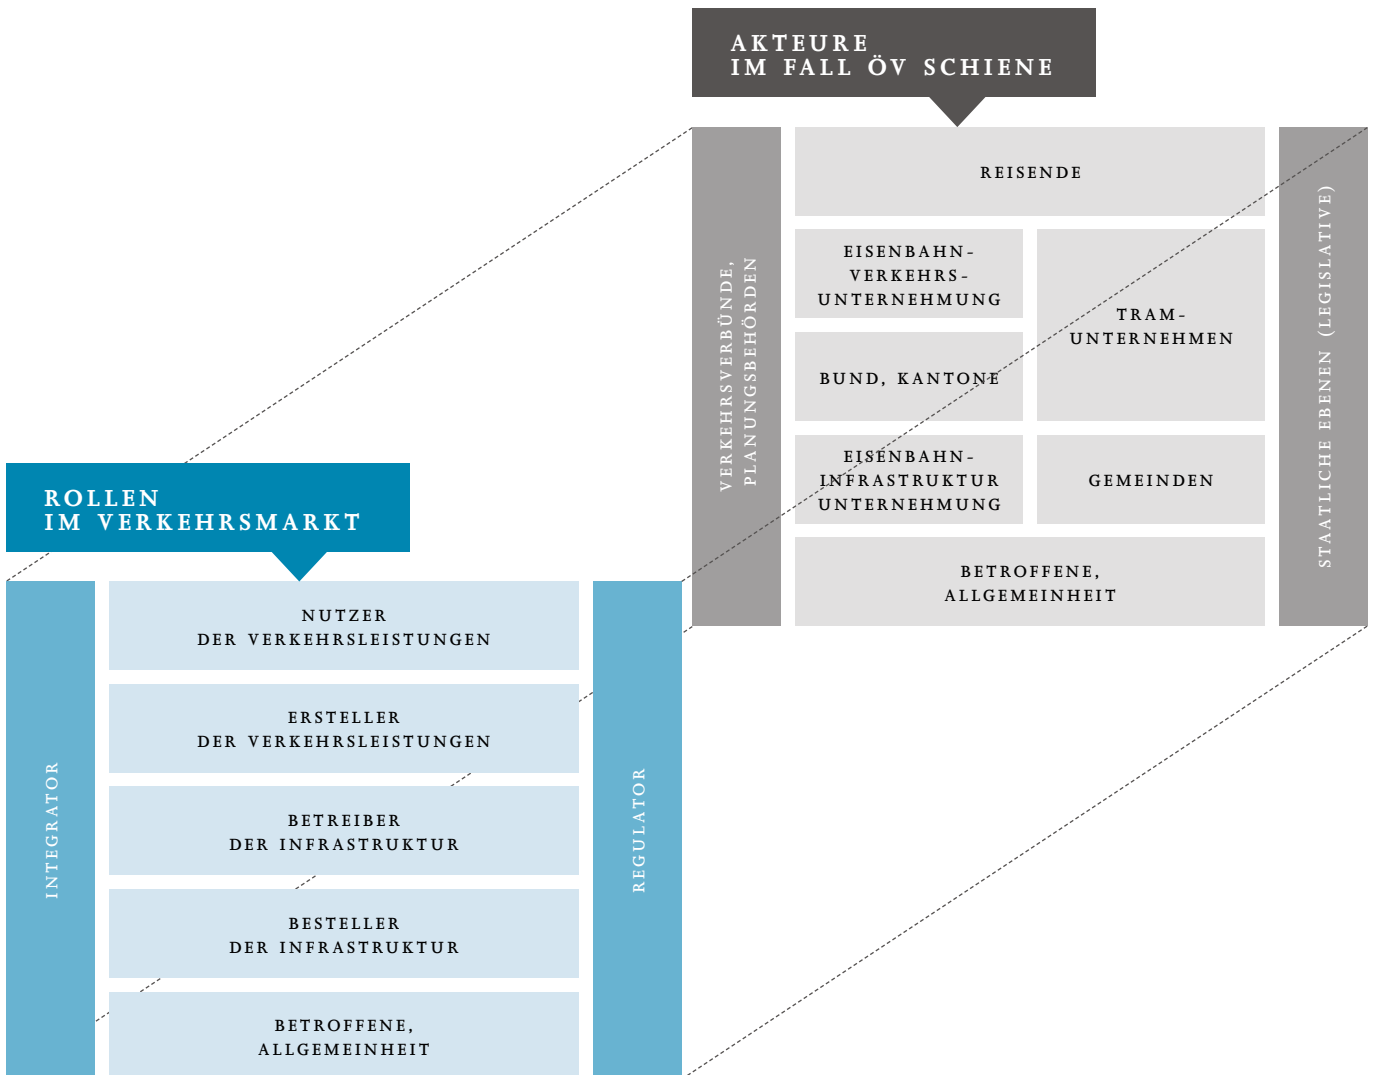 AKTEURE
IM FALL ÖV SCHIENE
VERKEHRSVERBÜNDE,
PLANUNGSBEHÖRDEN
REISENDE
EISENBAHN-
VERKEHRS-
UNTERNEHMUNG
TRAM-
UNTERNEHMEN
BUND, KANTONE
EISENBAHN-
INFRASTRUKTUR
UNTERNEHMUNG
GEMEINDEN
BETROFFENE,
ALLGEMEINHEIT
STAATLICHE EBENEN (LEGISLATIVE)
ROLLEN
IM VERKEHRSMARKT
INTEGRATOR
NUTZER
DER VERKEHRSLEISTUNGEN
ERSTELLER
DER VERKEHRSLEISTUNGEN
BETREIBER
DER INFRASTRUKTUR
BESTELLER
DER INFRASTRUKTUR
BETROFFENE,
ALLGEMEINHEIT
REGULATOR